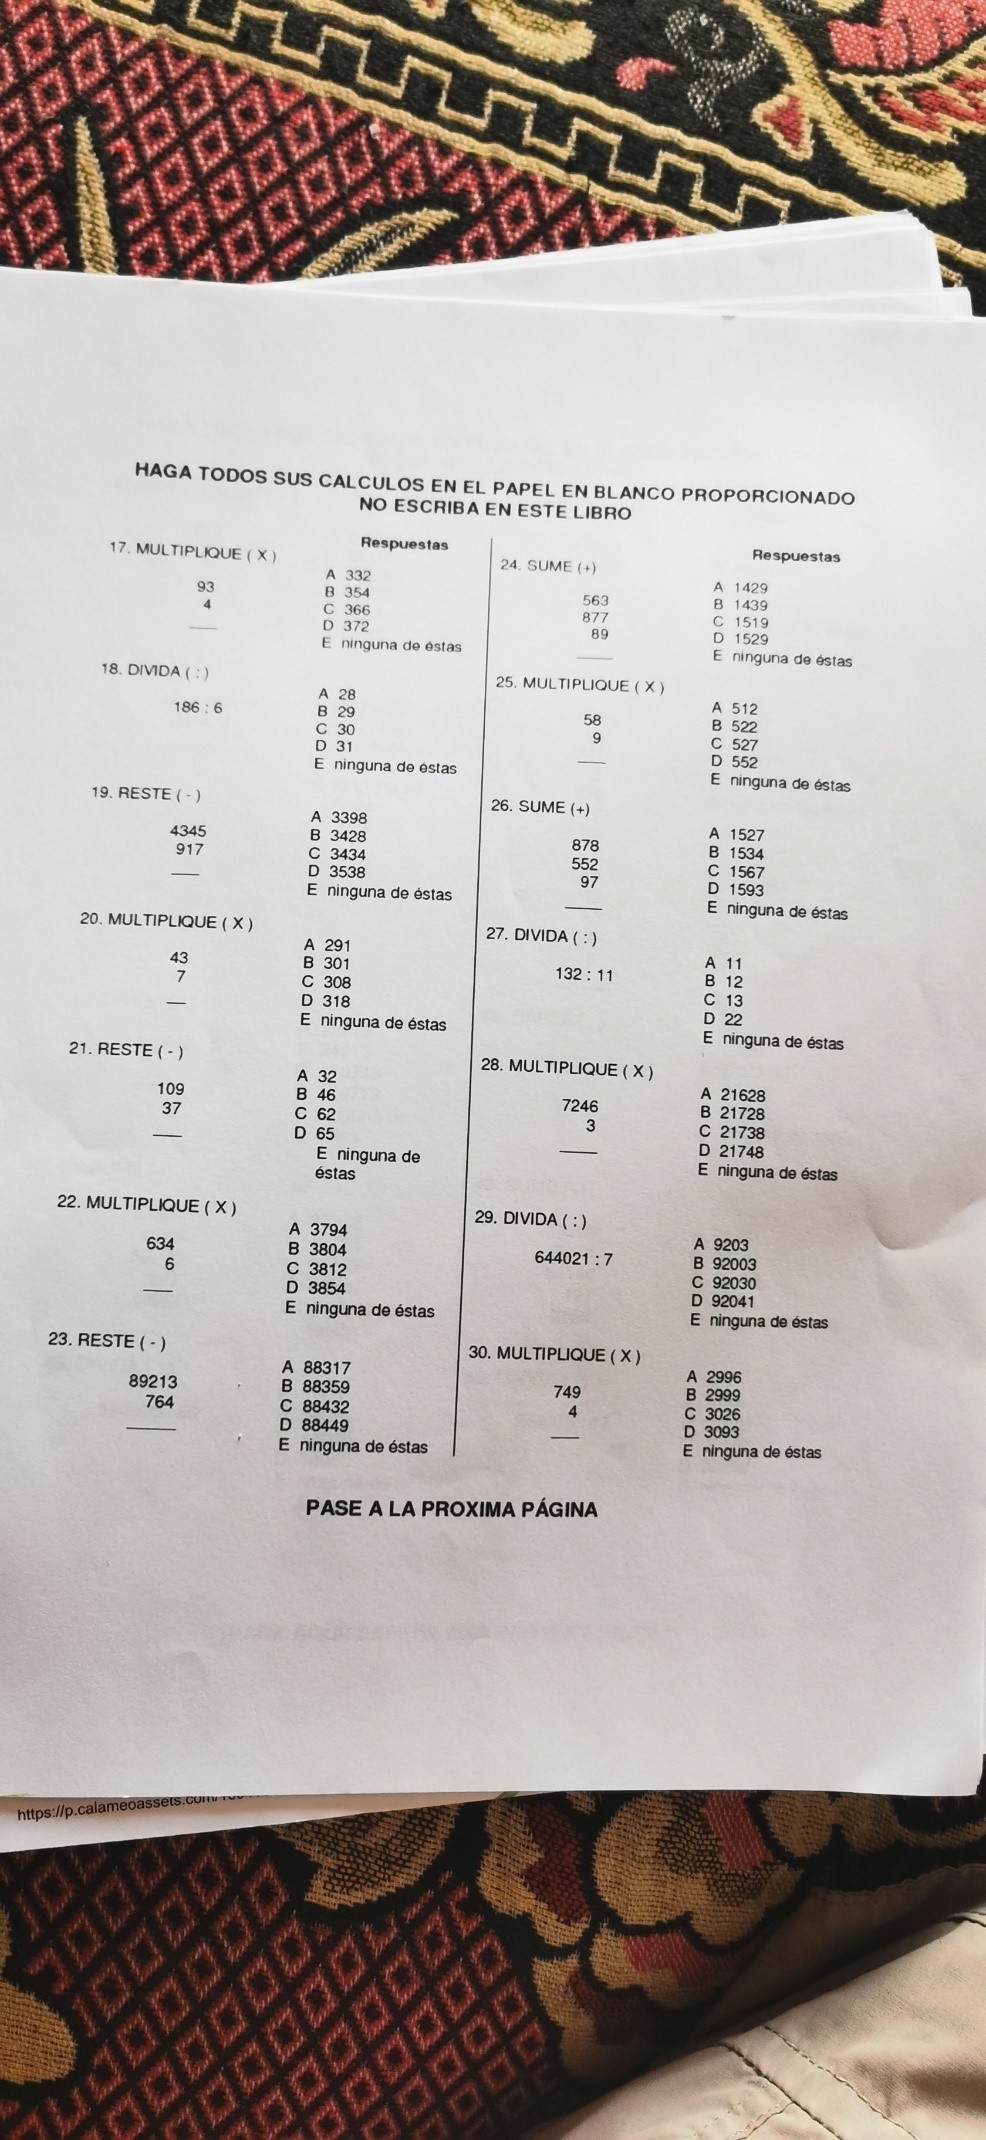 HAGA TODOS SUS CALCULOS EN EL PAPEL EN BLANCO PROPORCIONADO
NO ESCRIBA EN ESTE LIBRO
Respuestas
17. MULTIPLIQUE ( X )
93
4
A 332
B 354
C 366
D 372
E ninguna de éstas
18. DIVIDA ( : )
186 : 6
A 28
B 29
C 30
D 31
E ninguna de éstas
19. RESTE ( - )
4345
917
A 3398
B 3428
C 3434
D 3538
E ninguna de éstas
20. MULTIPLIQUE ( X )
43
7
A 291
B 301
C 308
D 318
E ninguna de éstas
21. RESTE ( - )
109
37
A 32
B 46
C 62
D 65
E ninguna de
éstas
22. MULTIPLIQUE ( X )
634
6
A 3794
B 3804
C 3812
D 3854
E ninguna de éstas
23. RESTE ( - )
89213
764
A 88317
B 88359
C 88432
D 88449
E ninguna de éstas
Respuestas
24. SUME (+)
563
877
89
A 1429
B 1439
C 1519
D 1529
E ninguna de éstas
25. MULTIPLIQUE ( X )
58
9
A 512
B 522
C 527
D 552
E ninguna de éstas
26. SUME (+)
878
552
97
A 1527
B 1534
C 1567
D 1593
E ninguna de éstas
27. DIVIDA ( : )
132 : 11
A 11
B 12
C 13
D 22
E ninguna de éstas
28. MULTIPLIQUE ( X )
7246
3
A 21628
B 21728
C 21738
D 21748
E ninguna de éstas
29. DIVIDA ( : )
644021 : 7
A 9203
B 92003
C 92030
D 92041
E ninguna de éstas
30. MULTIPLIQUE ( X )
749
4
A 2996
B 2999
C 3026
D 3093
E ninguna de éstas
PASE A LA PROXIMA PÁGINA
https://p.calameoassets.com/